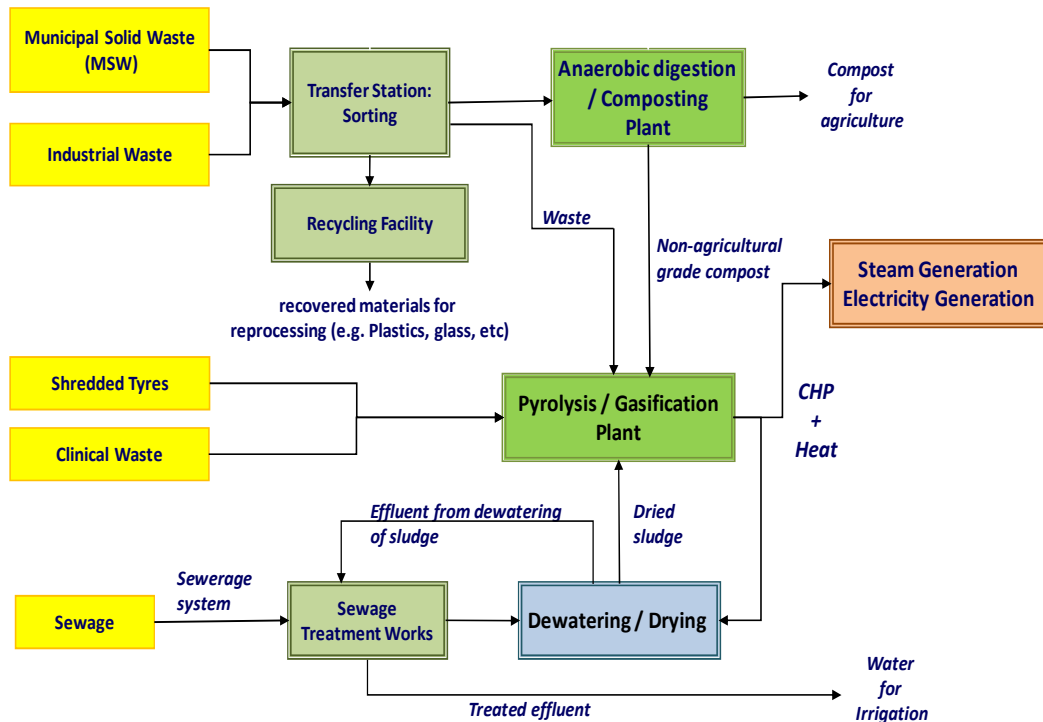 Municipal Solid Waste
(MSW)
Industrial Waste
Transfer Station:
Sorting
Anaerobic digestion
/ Composting
Plant
Compost
for
agriculture
Recycling Facility
Waste
Non-agricultural
grade compost
Steam Generation
Electricity Generation
recovered materials for
reprocessing (e.g. Plastics, glass, etc)
Shredded Tyres
Clinical Waste
Pyrolysis / Gasification
Plant
CHP
+
Heat
Effluent from dewatering
of sludge
Dried
sludge
Sewerage
system
Sewage
Sewage
Treatment Works
Dewatering / Drying
Treated effluent
Water
for
Irrigation